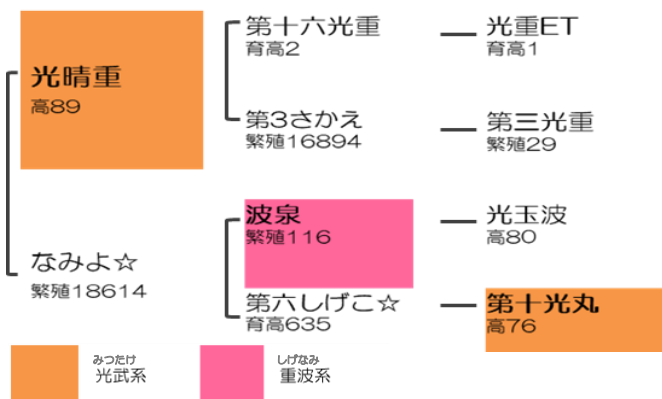 光晴重
高89
なみよ☆
繁殖18614
第十六光重
育高2
第3さかえ
繁殖16894
波泉
繁殖116
第六しげこ☆
育高635
光重ET
育高1
第三光重
繁殖29
光玉波
高80
第十光丸
高76
みつたけ
光武系
しげなみ
重波系